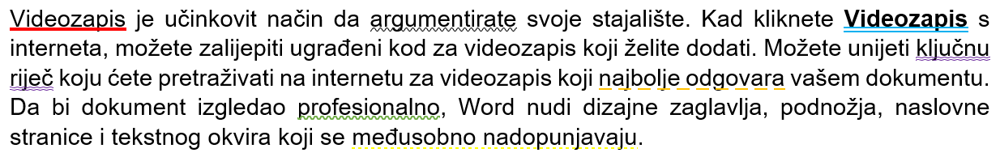 Videozapis je učinkovit način da argumentirate svoje stajalište. Kad kliknete Videozapis s
interneta, možete zalijepiti ugrađeni kod za videozapis koji želite dodati. Možete unijeti ključnu
riječ koju ćete pretraživati na internetu za videozapis koji najbolje odgovara vašem dokumentu.
Da bi dokument izgledao profesionalno, Word nudi dizajne zaglavlja, podnožja, naslovne
stranice i tekstnog okvira koji se međusobno nadopunjavaju.